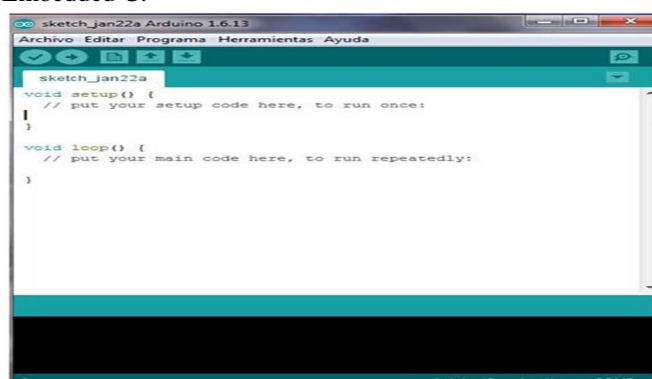 sketch_jan22a Arduino 1.6.13
Archivo Editar Programa Herramientas Ayuda
sketch_jan22a
void setup() {
// put your setup code here, to run once:
}
void loop() {
// put your main code here, to run repeatedly:
}